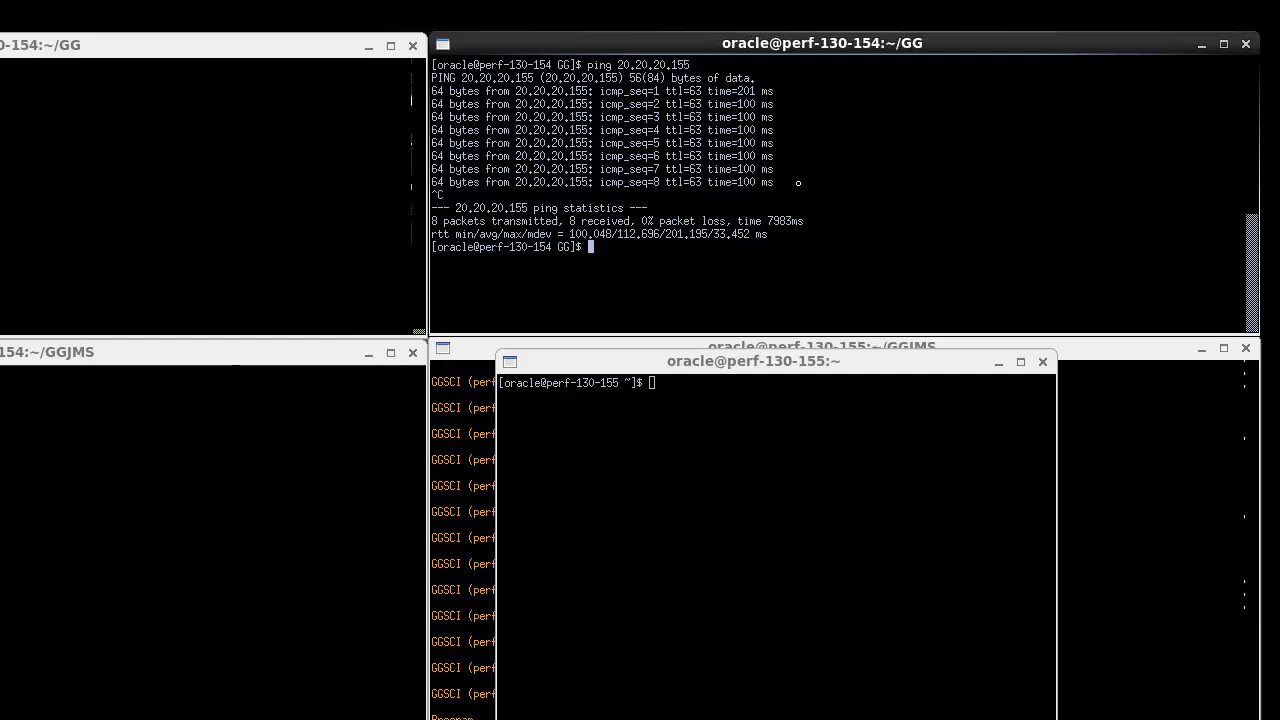 0-154:~/GG
oracle@perf-130-154:~/GG
[oracle@perf-130-154 GG]$ ping 20.20.20.155
PING 20.20.20.155 (20.20.20.155) 56(84) bytes of data.
64 bytes from 20.20.20.155: icmp_seq=1 ttl=63 time=201 ms
64 bytes from 20.20.20.155: icmp_seq=2 ttl=63 time=100 ms
64 bytes from 20.20.20.155: icmp_seq=3 ttl=63 time=100 ms
64 bytes from 20.20.20.155: icmp_seq=4 ttl=63 time=100 ms
64 bytes from 20.20.20.155: icmp_seq=5 ttl=63 time=100 ms
64 bytes from 20.20.20.155: icmp_seq=6 ttl=63 time=100 ms
64 bytes from 20.20.20.155: icmp_seq=7 ttl=63 time=100 ms
64 bytes from 20.20.20.155: icmp_seq=8 ttl=63 time=100 ms
^C
--- 20.20.20.155 ping statistics ---
8 packets transmitted, 8 received, 0% packet loss, time 7983ms
rtt min/avg/max/mdev = 100.048/112.696/201.195/33.452 ms
[oracle@perf-130-154 GG]$
154:~/GGJMS
oracle@perf-130-155:~/GGJMS
oracle@perf-130-155:~
[oracle@perf-130-155 ~]$
GGSCI (perf
GGSCI (perf
GGSCI (perf
GGSCI (perf
GGSCI (perf
GGSCI (perf
GGSCI (perf
GGSCI (perf
GGSCI (perf
GGSCI (perf
GGSCI (perf
GGSCI (perf
GGSCI (perf
Program